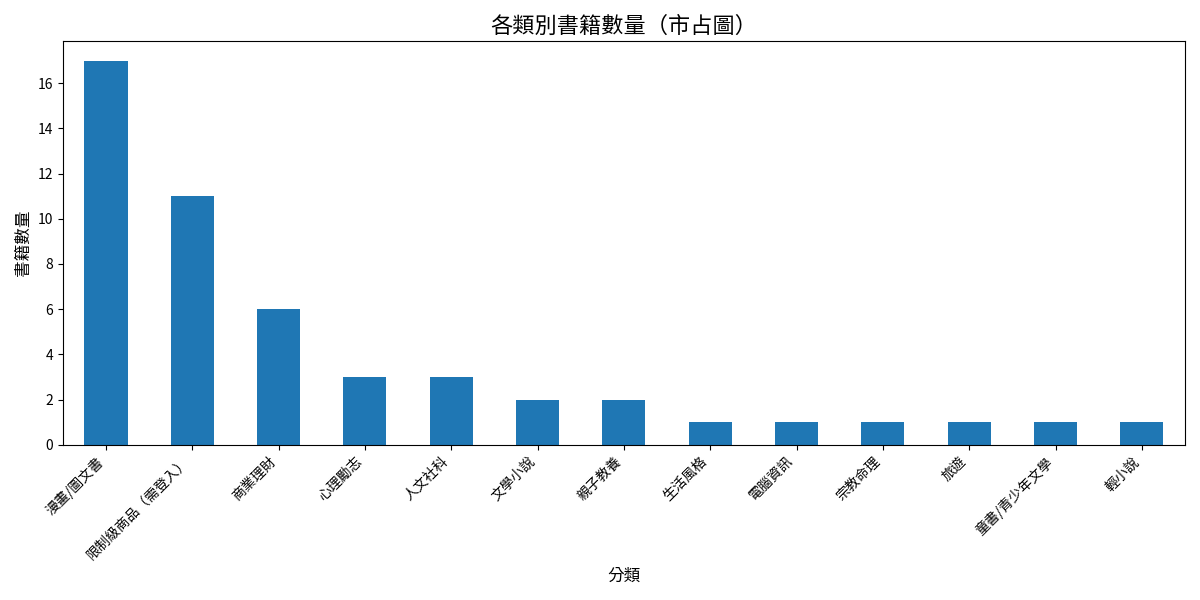 各類別書籍數量（市占圖）
書籍數量
16
14
12
10
8
6
4
2
0
漫畫/圖文書
限制級商品（需登入）
商業理財
心理勵志
人文社科
文學小說
親子教養
生活風格
電腦資訊
宗教命理
旅遊
童書/青少年文學
輕小說
分類